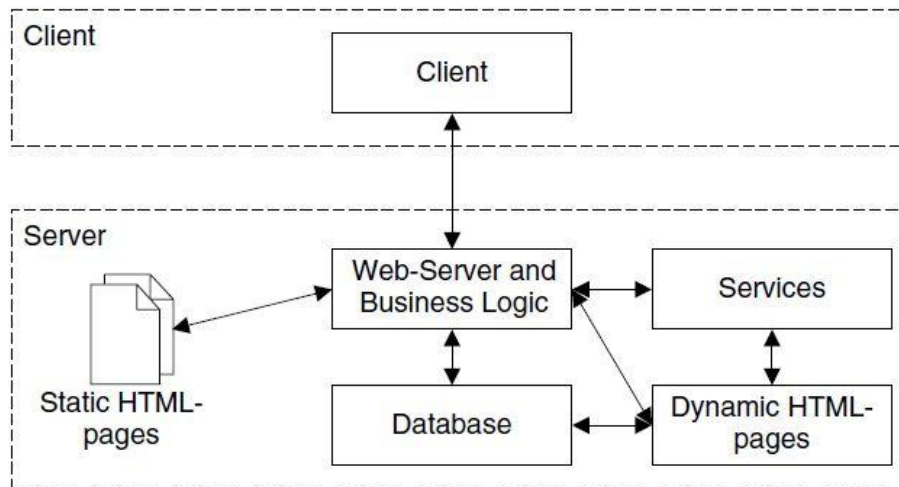 Client
Client
Server
Web-Server and
Business Logic
Services
Static HTML-
pages
Database
Dynamic HTML-
pages